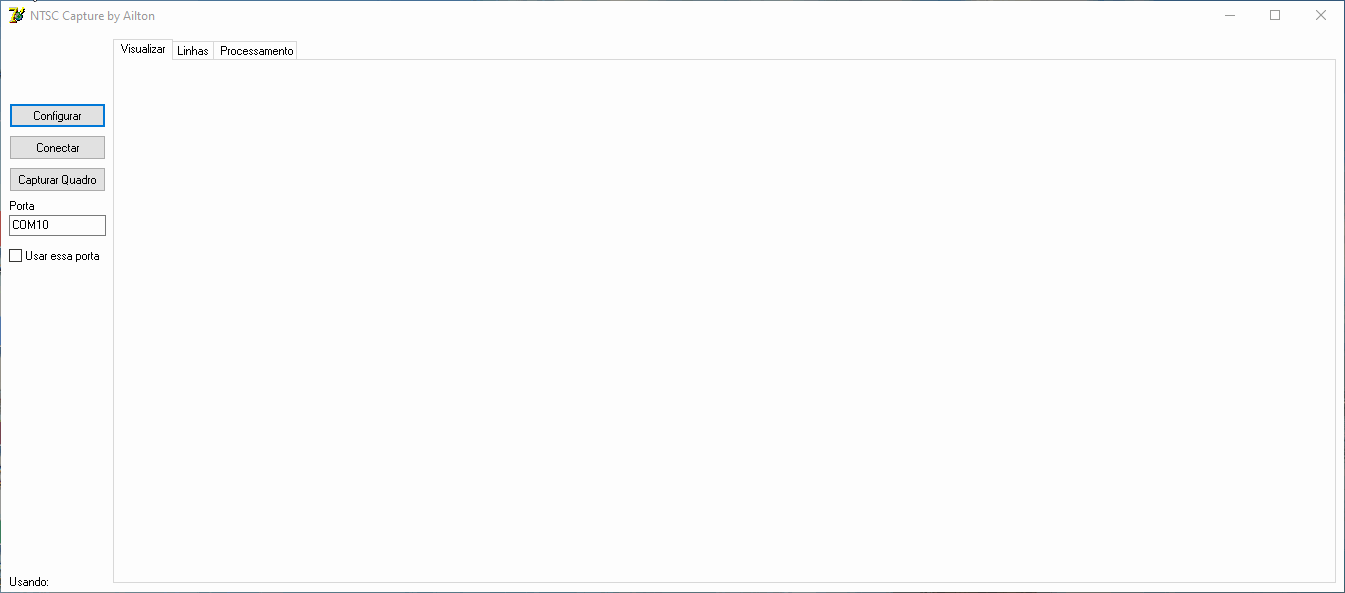 NTSC Capture by Ailton
Visualizar
Linhas
Processamento
Configurar
Conectar
Capturar Quadro
Porta
COM10
Usar essa porta
Usando: